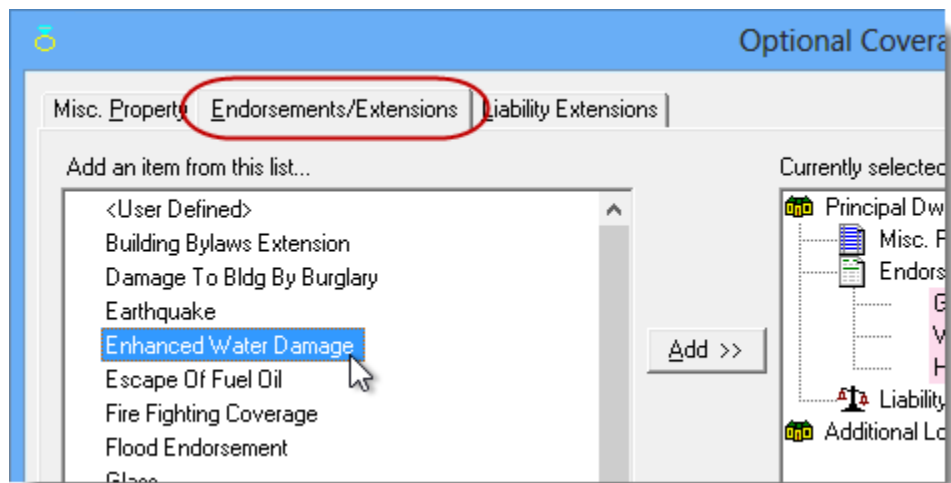 Optional Covera
Misc. Property
Endorsements/Extensions
Liability Extensions
Add an item from this list...
<User Defined>
Building Bylaws Extension
Damage To Bldg By Burglary
Earthquake
Enhanced Water Damage
Escape Of Fuel Oil
Fire Fighting Coverage
Flood Endorsement
Glass
Add >>
Currently selected
Principal Dw
Misc. F
Endors
G
V
H
Liability
Additional Lo